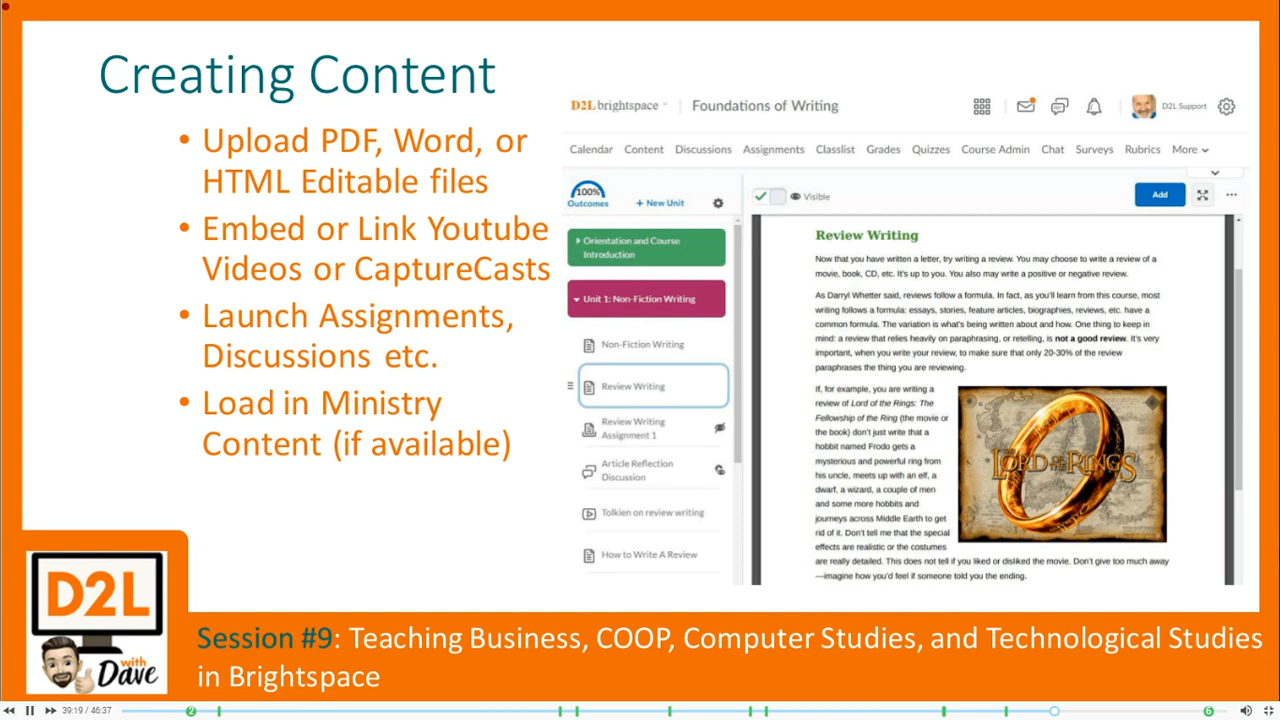 Creating Content
• Upload PDF, Word, or
HTML Editable files
• Embed or Link Youtube
Videos or CaptureCasts
• Launch Assignments,
Discussions etc.
• Load in Ministry
Content (if available)
D2L brightspace
Foundations of Writing
D2L Support
Calendar Content Discussions Assignments Classlist Grades Quizzes Course Admin Chat Surveys Rubrics More
100%
Outcomes
+ New Unit
Visible
Add
Orientation and Course
Introduction
Unit 1: Non-Fiction Writing
Non-Fiction Writing
Review Writing
Review Writing
Assignment 1
Article Reflection
Discussion
Tolkien on review writing
How to Write A Review
Review Writing
Now that you have written a letter, try writing a review. You may choose to write a review of a
movie, book, CD, etc. It's up to you. You also may write a positive or negative review.
As Darryl Whetter said, reviews follow a formula. In fact, as you'll learn from this course, most
writing follows a formula: essays, stories, feature articles, biographies, reviews, etc. have a
common formula. The variation is what's being written about and how. One thing to keep in
mind: a review that relies heavily on paraphrasing, or retelling, is not a good review. It's very
important, when you write your review, to make sure that only 20-30% of the review
paraphrases the thing you are reviewing.
If, for example, you are writing a
review of Lord of the Rings: The
Fellowship of the Ring (the movie or
the book) don't just write that a
hobbit named Frodo gets a
mysterious and powerful ring from
his uncle, meets up with an elf, a
dwarf, a wizard, a couple of men
and some more hobbits and
journeys across Middle Earth to get
rid of it. Don't tell me that the special
effects are realistic or the costumes
are really detailed. This does not tell if you liked or disliked the movie. Don't give too much away
—imagine how you'd feel if someone told you the ending.
THE LORD OF THE RINGS
D2L
with
Dave
Session #9: Teaching Business, COOP, Computer Studies, and Technological Studies
in Brightspace
39:19 / 46:37
2
6